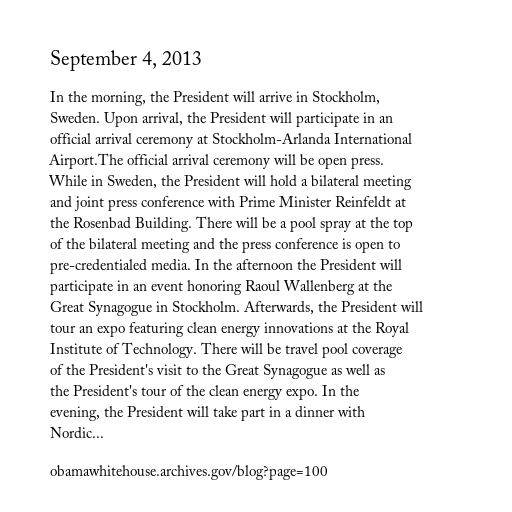 September 4, 2013
In the morning, the President will arrive in Stockholm,
Sweden. Upon arrival, the President will participate in an
official arrival ceremony at Stockholm-Arlanda International
Airport.The official arrival ceremony will be open press.
While in Sweden, the President will hold a bilateral meeting
and joint press conference with Prime Minister Reinfeldt at
the Rosenbad Building. There will be a pool spray at the top
of the bilateral meeting and the press conference is open to
pre-credentialed media. In the afternoon the President will
participate in an event honoring Raoul Wallenberg at the
Great Synagogue in Stockholm. Afterwards, the President will
tour an expo featuring clean energy innovations at the Royal
Institute of Technology. There will be travel pool coverage
of the President's visit to the Great Synagogue as well as
the President's tour of the clean energy expo. In the
evening, the President will take part in a dinner with
Nordic...
obamawhitehouse.archives.gov/blog?page=100